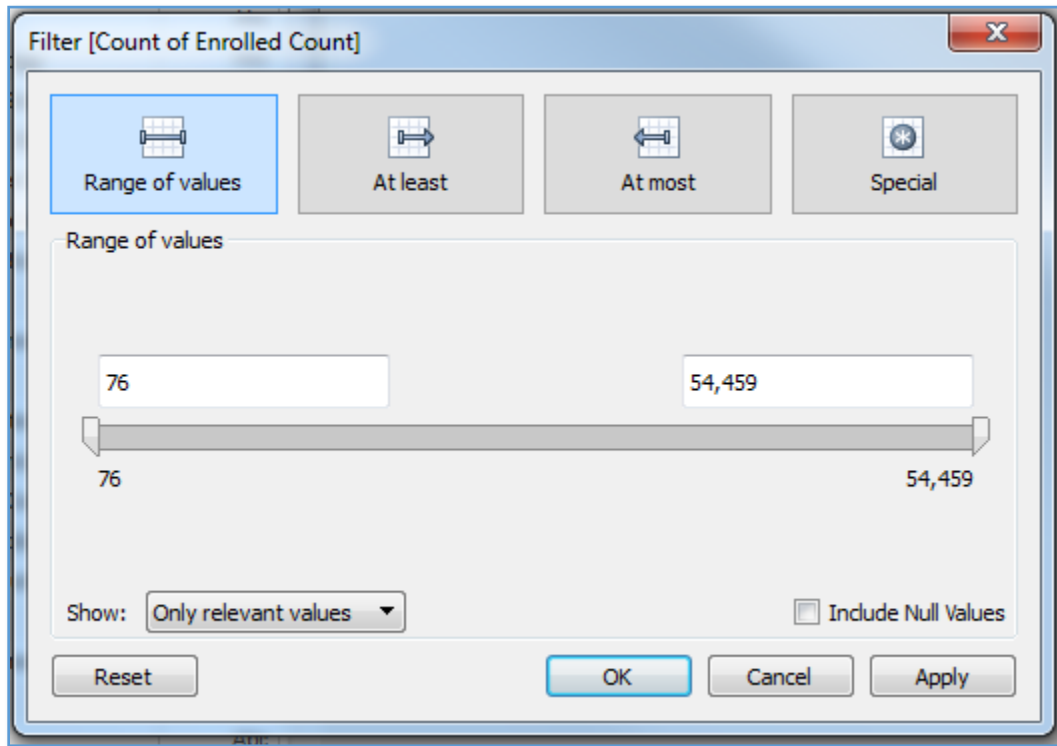 Filter [Count of Enrolled Count]
Range of values
At least
At most
Special
Range of values
76
54,459
76
54,459
Show:
Only relevant values
Include Null Values
Reset
OK
Cancel
Apply